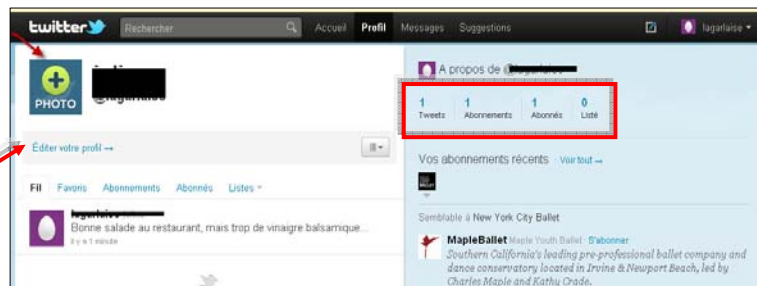 twitter
Rechercher
Accueil Profil Messages Suggestions
lagarlaise
PHOTO
Éditer votre profil →
Fil Favoris Abonnements Abonnés Listes
Bonne salade au restaurant, mais trop de vinaigre balsamique...
il y a 1 minute
A propos de
1 1 1 0
Tweets Abonnements Abonnés Listé
Vos abonnements récents · Voir tout →
Semblable à New York City Ballet
MapleBallet Maple Youth Ballet · S'abonner
Southern California's leading pre-professional ballet company and
dance conservatory located in Irvine & Newport Beach, led by
Charles Maple and Kathy Crade.